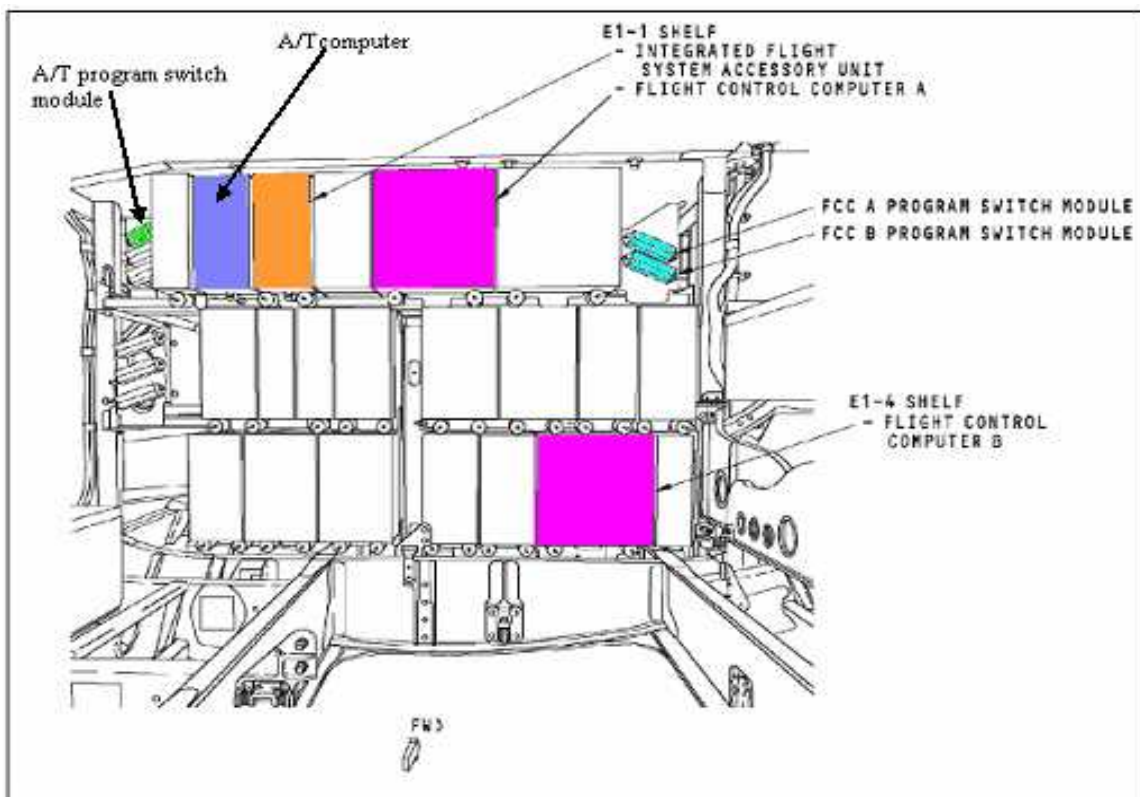 A/T computer
A/T program switch
module
E1-1 SHELF
- INTEGRATED FLIGHT
SYSTEM ACCESSORY UNIT
- FLIGHT CONTROL COMPUTER A
FCC A PROGRAM SWITCH MODULE
FCC B PROGRAM SWITCH MODULE
E1-4 SHELF
- FLIGHT CONTROL
COMPUTER B
FWD